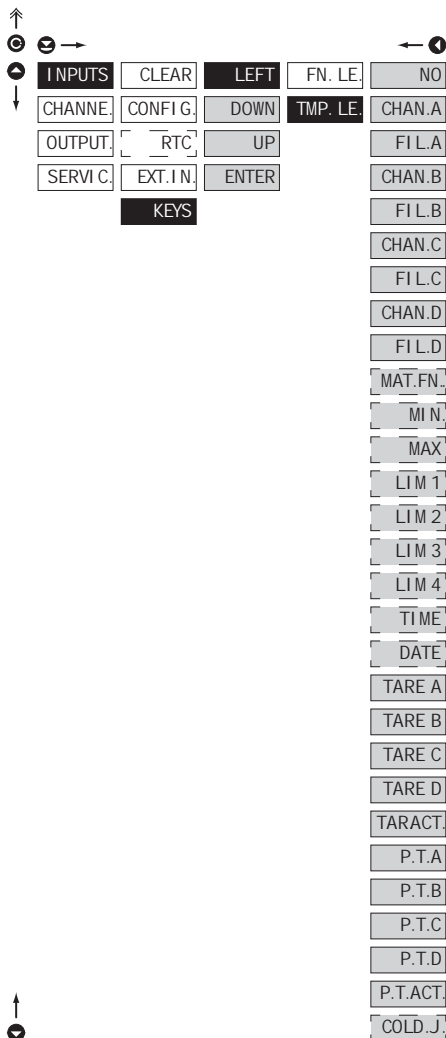 INPUTS CLEAR LEFT FN. LE. NO
CHANNE. CONFIG. DOWN TMP. LE. CHAN.A
OUTPUT. RTC UP FIL.A
SERVIC. EXT.IN. ENTER CHAN.B
KEYS FIL.B
CHAN.C
FIL.C
CHAN.D
FIL.D
MAT.FN.
MIN.
MAX
LIM 1
LIM 2
LIM 3
LIM 4
TIME
DATE
TARE A
TARE B
TARE C
TARE D
TARACT.
P.T.A
P.T.B
P.T.C
P.T.D
P.T.ACT.
COLD.J.